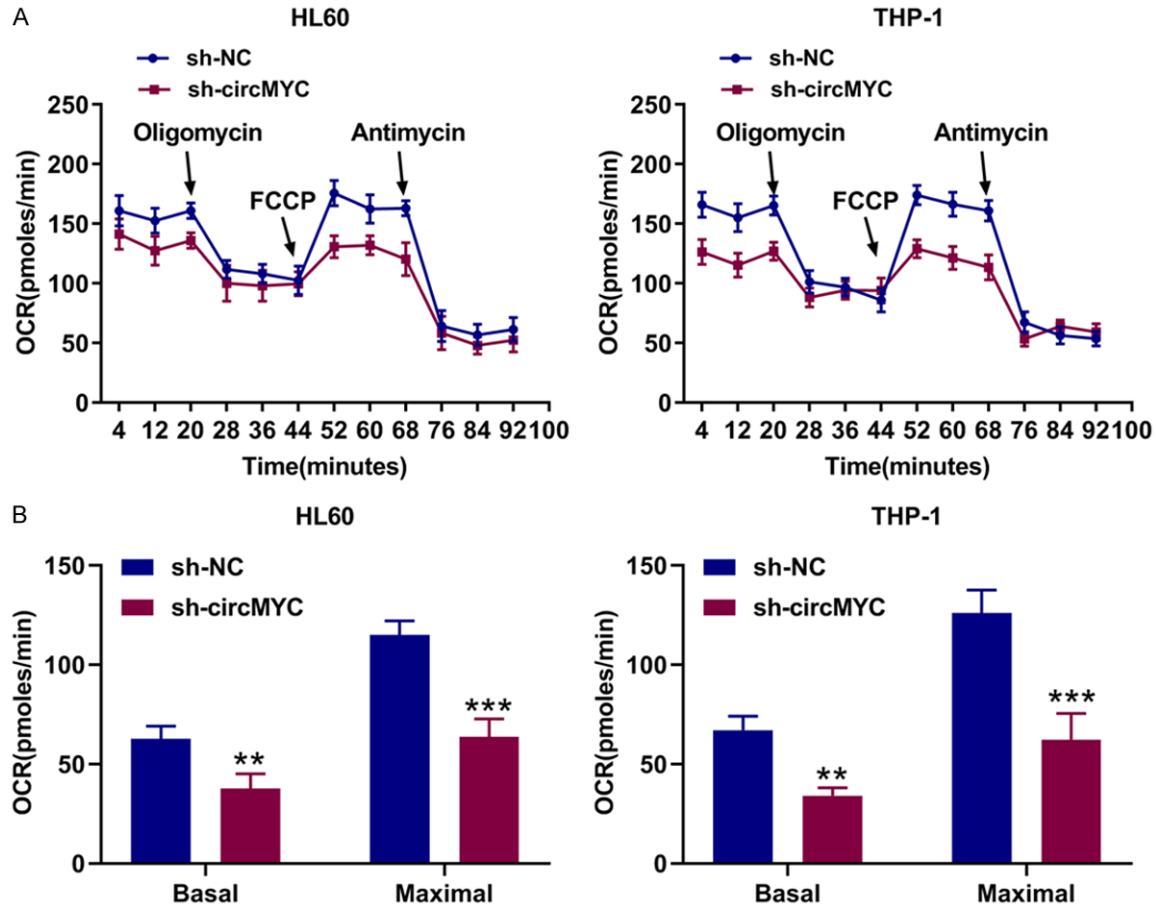 A
HL60
sh-NC
sh-circMYC
250
200
150
100
50
0
OCR(pmoles/min)
Oligomycin
FCCP
Antimycin
4 12 20 28 36 44 52 60 68 76 84 92 100
Time(minutes)
THP-1
sh-NC
sh-circMYC
250
200
150
100
50
0
OCR(pmoles/min)
Oligomycin
FCCP
Antimycin
4 12 20 28 36 44 52 60 68 76 84 92 100
Time(minutes)
B
HL60
sh-NC
sh-circMYC
150
100
50
0
OCR(pmoles/min)
**
***
Basal Maximal
THP-1
sh-NC
sh-circMYC
150
100
50
0
OCR(pmoles/min)
**
***
Basal Maximal